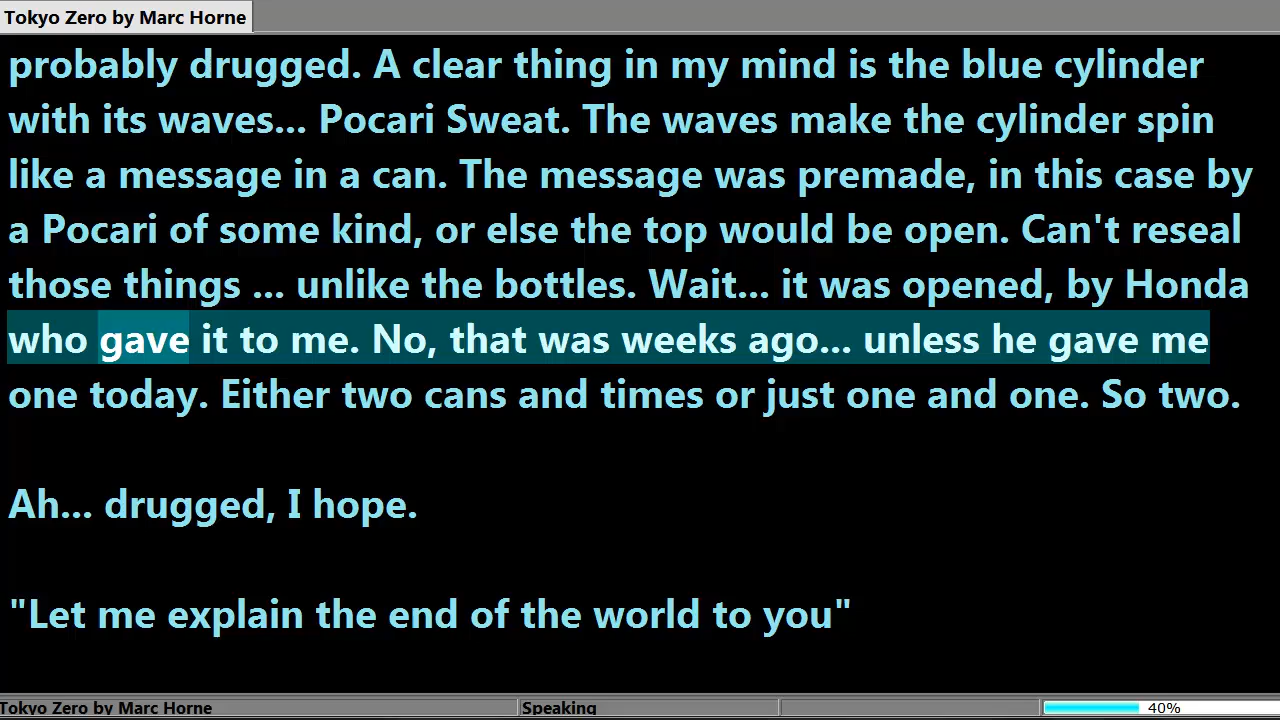 Tokyo Zero by Marc Horne
probably drugged. A clear thing in my mind is the blue cylinder
with its waves... Pocari Sweat. The waves make the cylinder spin
like a message in a can. The message was premade, in this case by
a Pocari of some kind, or else the top would be open. Can't reseal
those things ... unlike the bottles. Wait... it was opened, by Honda
who gave it to me. No, that was weeks ago... unless he gave me
one today. Either two cans and times or just one and one. So two.
Ah... drugged, I hope.
"Let me explain the end of the world to you"
Tokyo Zero by Marc Horne Speaking 40%